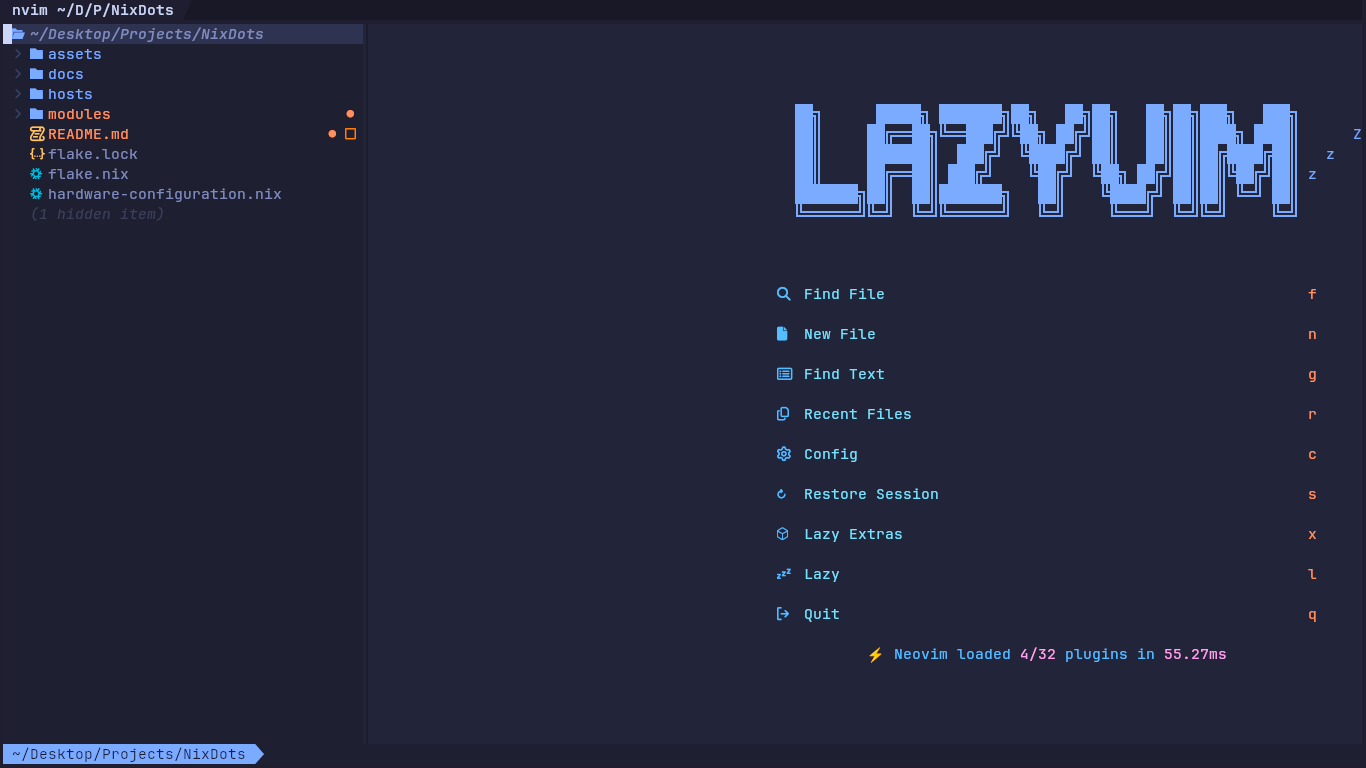 nvim ~/D/P/NixDots
~/Desktop/Projects/NixDots
assets
docs
hosts
modules
README.md
flake.lock
flake.nix
hardware-configuration.nix
(1 hidden item)
LAZYVIM
Z
z
z
Find File f
New File n
Find Text g
Recent Files r
Config c
Restore Session s
Lazy Extras x
Lazy l
Quit q
⚡ Neovim loaded 4/32 plugins in 55.27ms
~/Desktop/Projects/NixDots